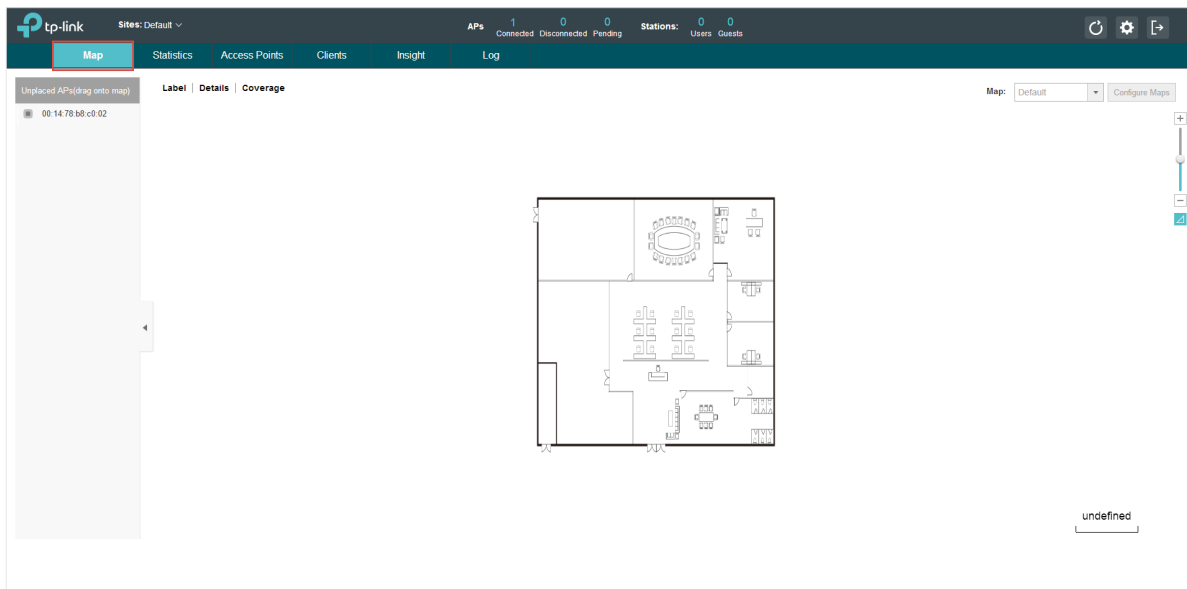 tp-link Sites: Default APs 1 0 0 Stations: 0 0
Connected Disconnected Pending Users Guests
Map Statistics Access Points Clients Insight Log
Unplaced APs(drag onto map) Label Details Coverage Map: Default Configure Maps
00:14:78:b8:c0:02
undefined